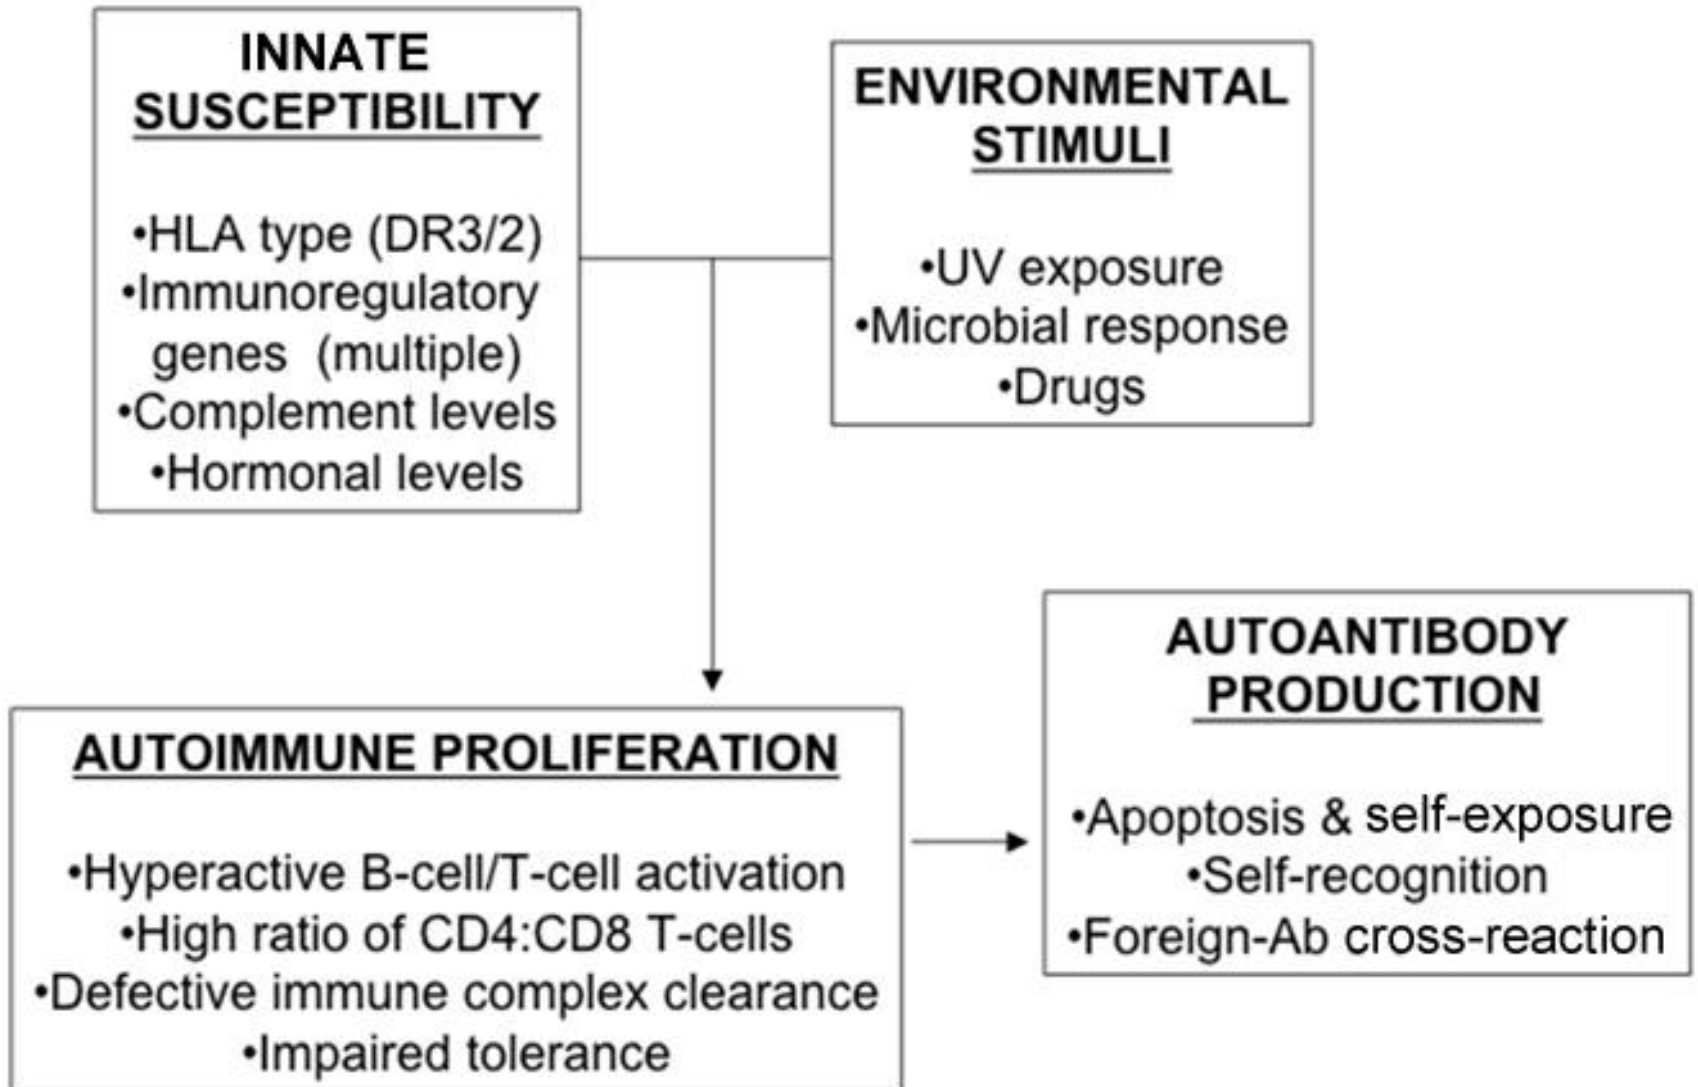 INNATE
SUSCEPTIBILITY
•HLA type (DR3/2)
•Immunoregulatory
genes (multiple)
•Complement levels
•Hormonal levels
ENVIRONMENTAL
STIMULI
•UV exposure
•Microbial response
•Drugs
AUTOIMMUNE PROLIFERATION
•Hyperactive B-cell/T-cell activation
•High ratio of CD4:CD8 T-cells
•Defective immune complex clearance
•Impaired tolerance
AUTOANTIBODY
PRODUCTION
•Apoptosis & self-exposure
•Self-recognition
•Foreign-Ab cross-reaction